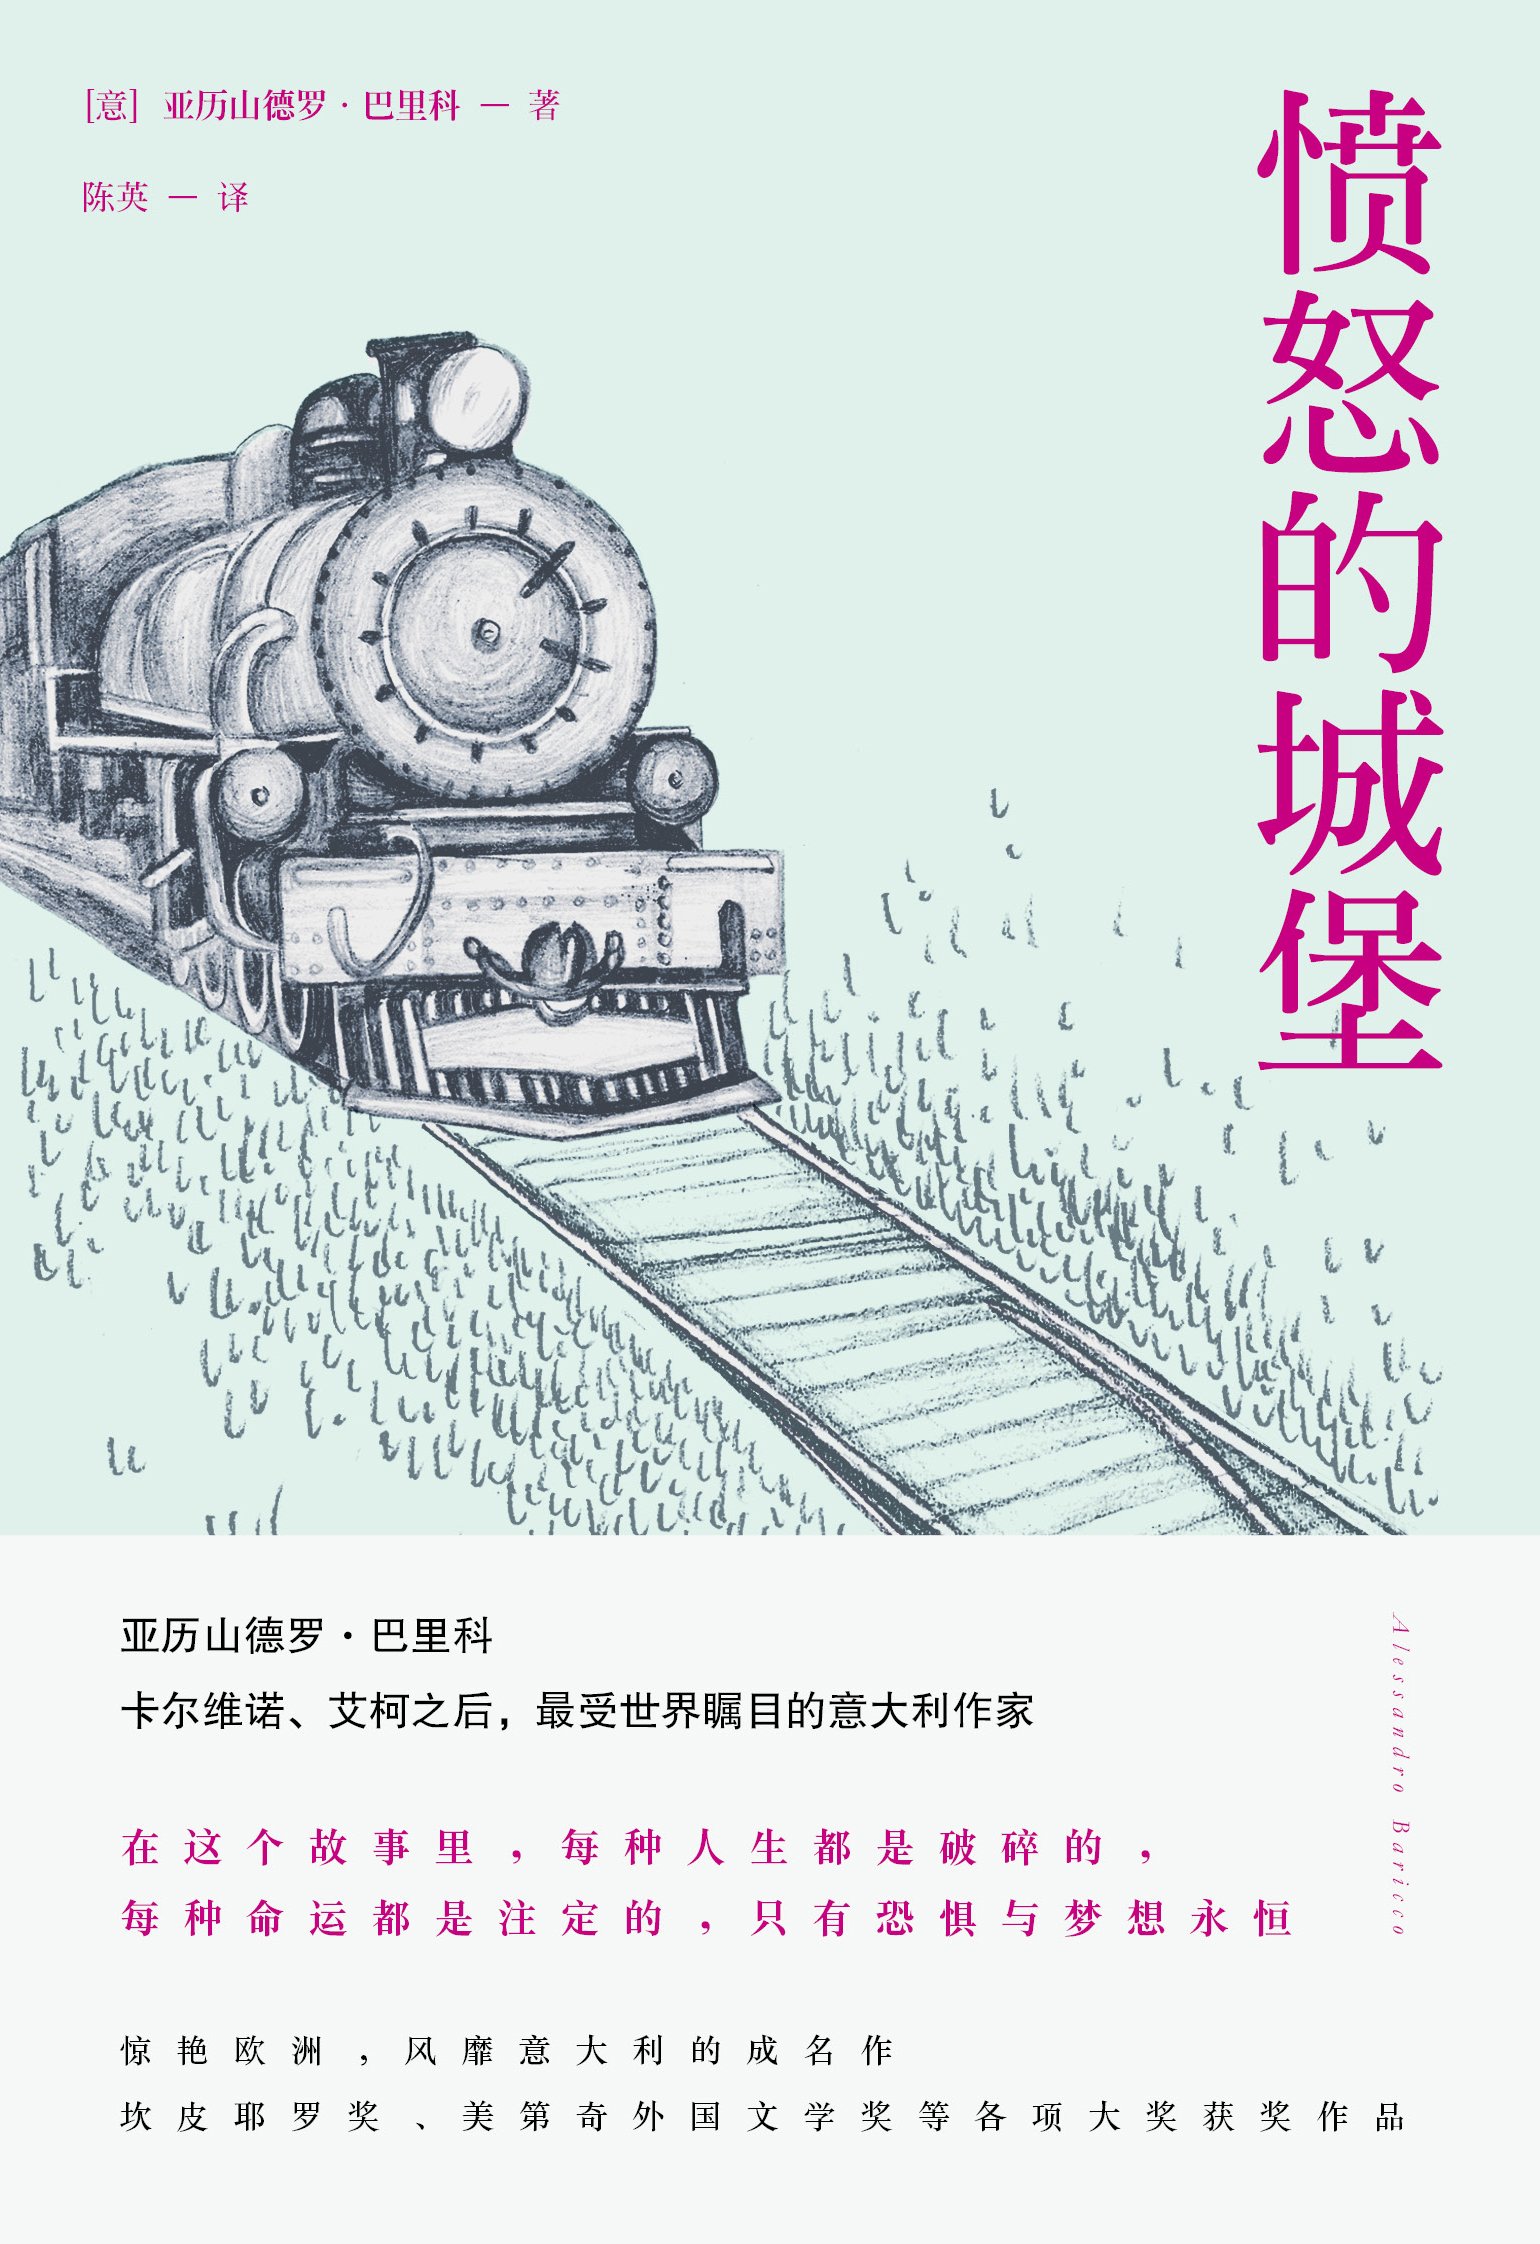 [意] 亚历山德罗·巴里科 — 著
陈英 — 译
愤怒的城堡
亚历山德罗·巴里科
卡尔维诺、艾柯之后，最受世界瞩目的意大利作家
在这个故事里，每种人生都是破碎的，
每种命运都是注定的，只有恐惧与梦想永恒
惊艳欧洲，风靡意大利的成名作
坎皮耶罗奖、美第奇外国文学奖等各项大奖获奖作品
Alessandro Baricco